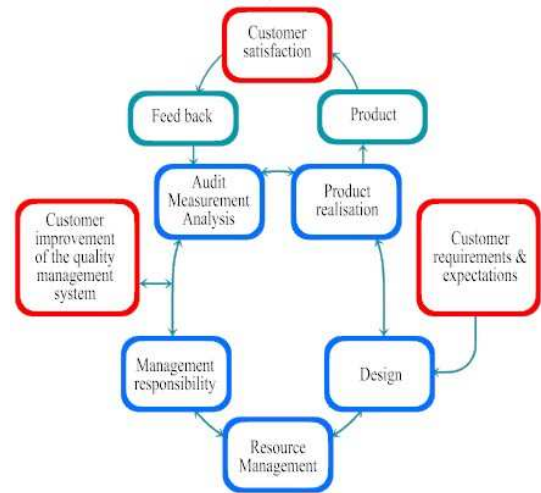 Customer
satisfaction
Feed back
Product
Audit
Measurement
Analysis
Product
realisation
Customer
improvement
of the quality
management
system
Customer
requirements &
expectations
Management
responsibility
Design
Resource
Management